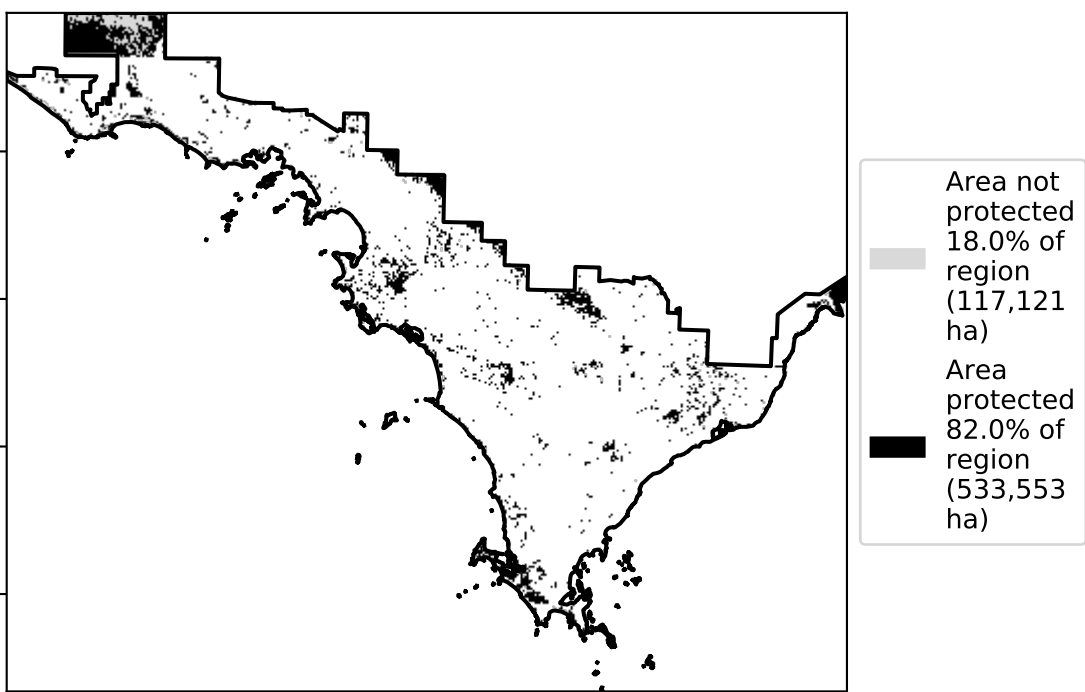 Area not
protected
18.0% of
region
(117,121
ha)
Area
protected
82.0% of
region
(533,553
ha)